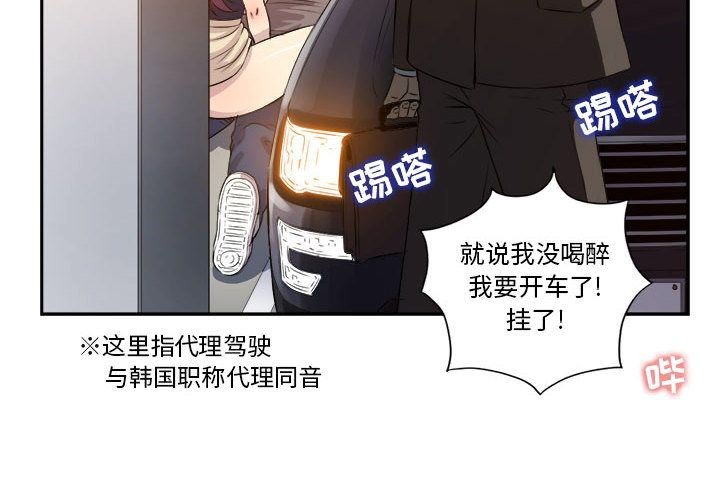 踢嗒
踢嗒
就说我没喝醉
我要开车了!
挂了!
哔
※这里指代理驾驶
与韩国职称代理同音